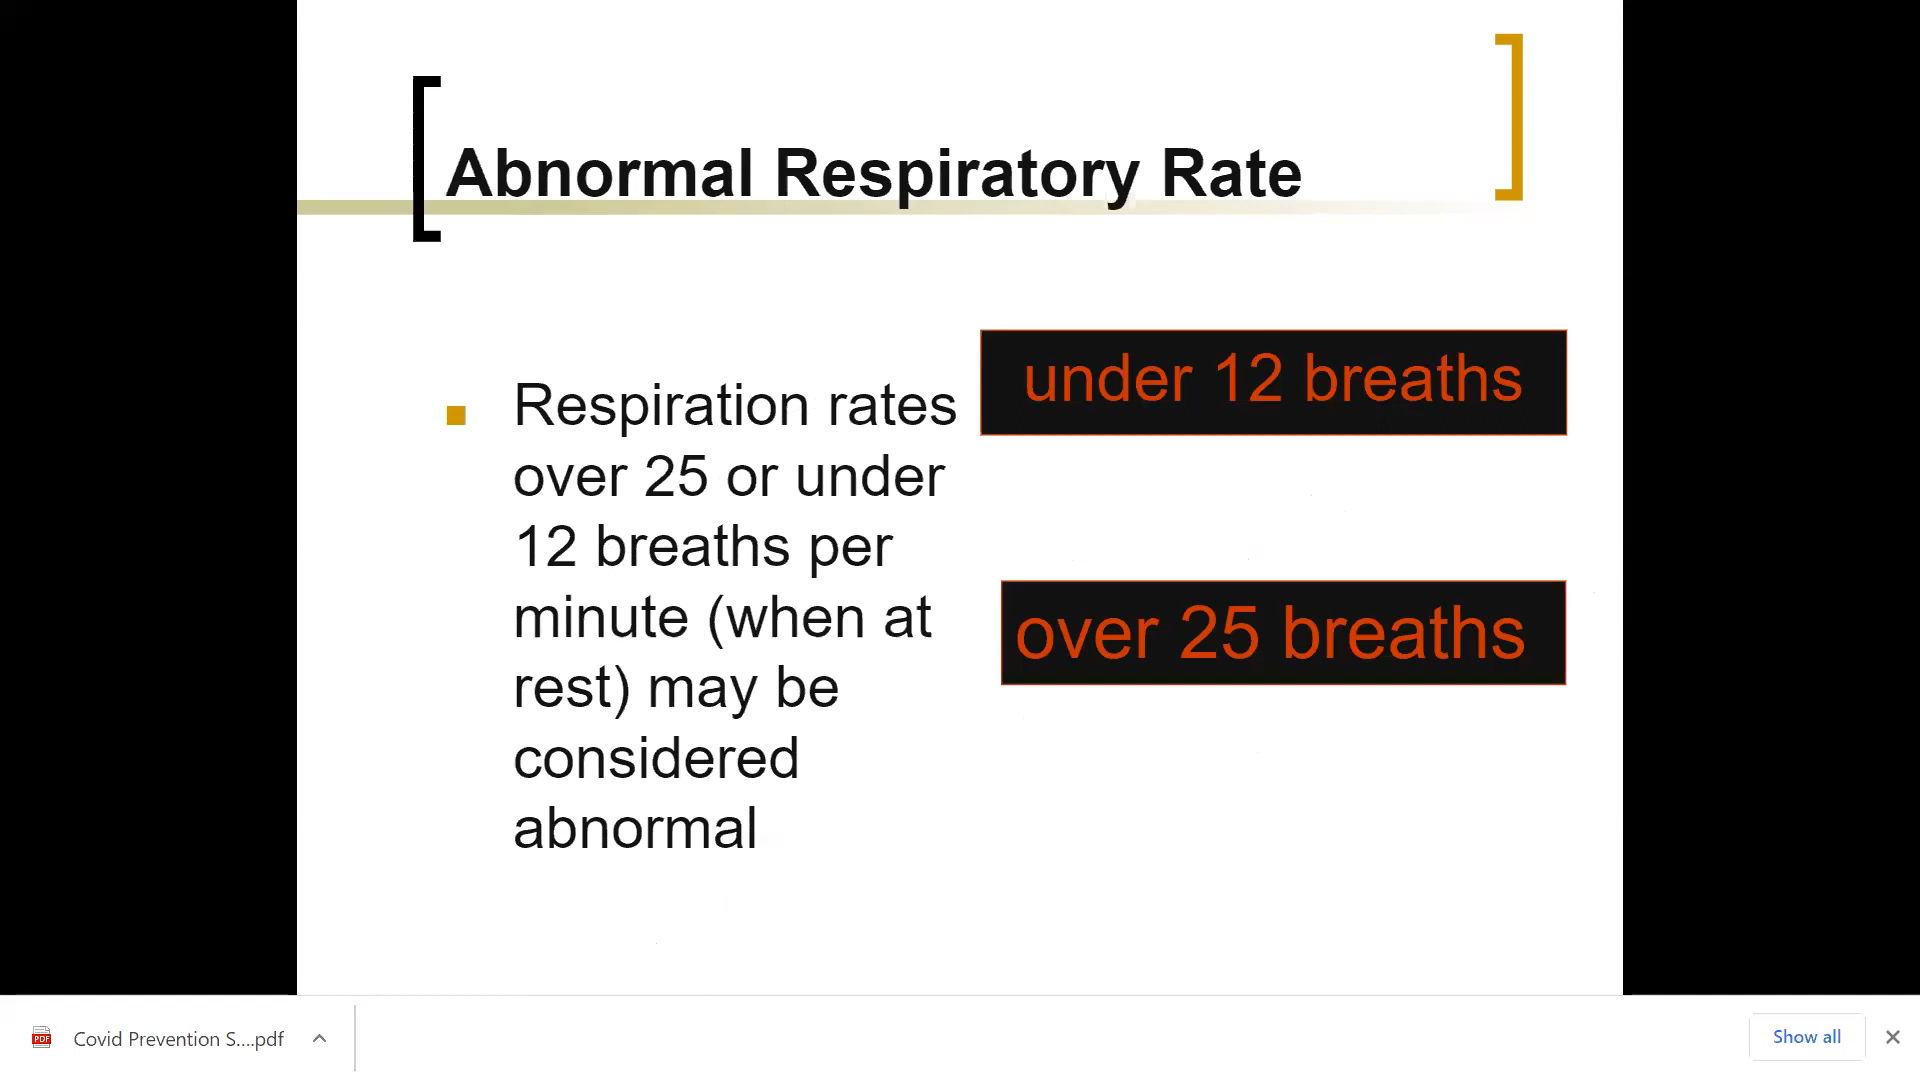 Abnormal Respiratory Rate
Respiration rates
over 25 or under
12 breaths per
minute (when at
rest) may be
considered
abnormal
under 12 breaths
over 25 breaths
PDF
Covid Prevention S....pdf
Show all